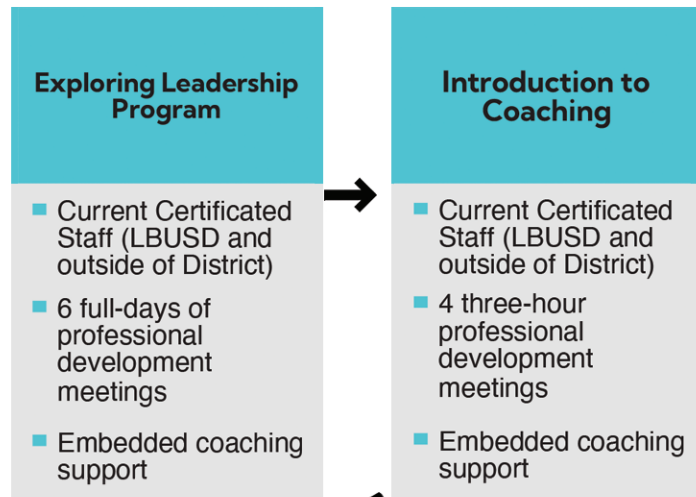 Exploring Leadership
Program
Current Certificated
Staff (LBUSD and
outside of District)
6 full-days of
professional
development
meetings
Embedded coaching
support
Introduction to
Coaching
Current Certificated
Staff (LBUSD and
outside of District)
4 three-hour
professional
development
meetings
Embedded coaching
support